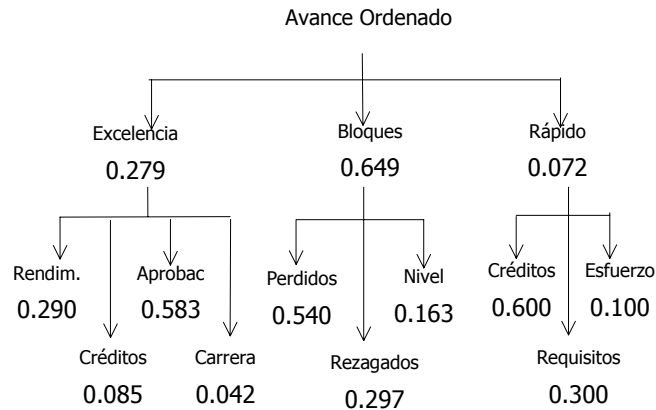 Avance Ordenado
Excelencia Bloques Rápido
0.279 0.649 0.072
Rendim. Aprobac Perdidos Nivel Créditos Esfuerzo
0.290 0.583 0.540 0.163 0.600 0.100
Créditos Carrera Rezagados Requisitos
0.085 0.042 0.297 0.300